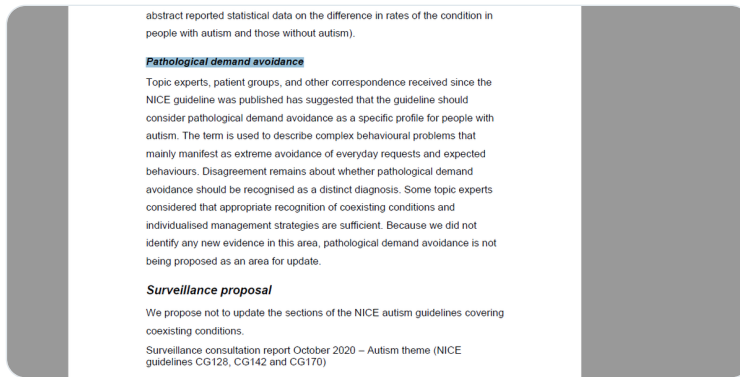 abstract reported statistical data on the difference in rates of the condition in
people with autism and those without autism).
Pathological demand avoidance
Topic experts, patient groups, and other correspondence received since the
NICE guideline was published has suggested that the guideline should
consider pathological demand avoidance as a specific profile for people with
autism. The term is used to describe complex behavioural problems that
mainly manifest as extreme avoidance of everyday requests and expected
behaviours. Disagreement remains about whether pathological demand
avoidance should be recognised as a distinct diagnosis. Some topic experts
considered that appropriate recognition of coexisting conditions and
individualised management strategies are sufficient. Because we did not
identify any new evidence in this area, pathological demand avoidance is not
being proposed as an area for update.
Surveillance proposal
We propose not to update the sections of the NICE autism guidelines covering
coexisting conditions.
Surveillance consultation report October 2020 – Autism theme (NICE
guidelines CG128, CG142 and CG170)